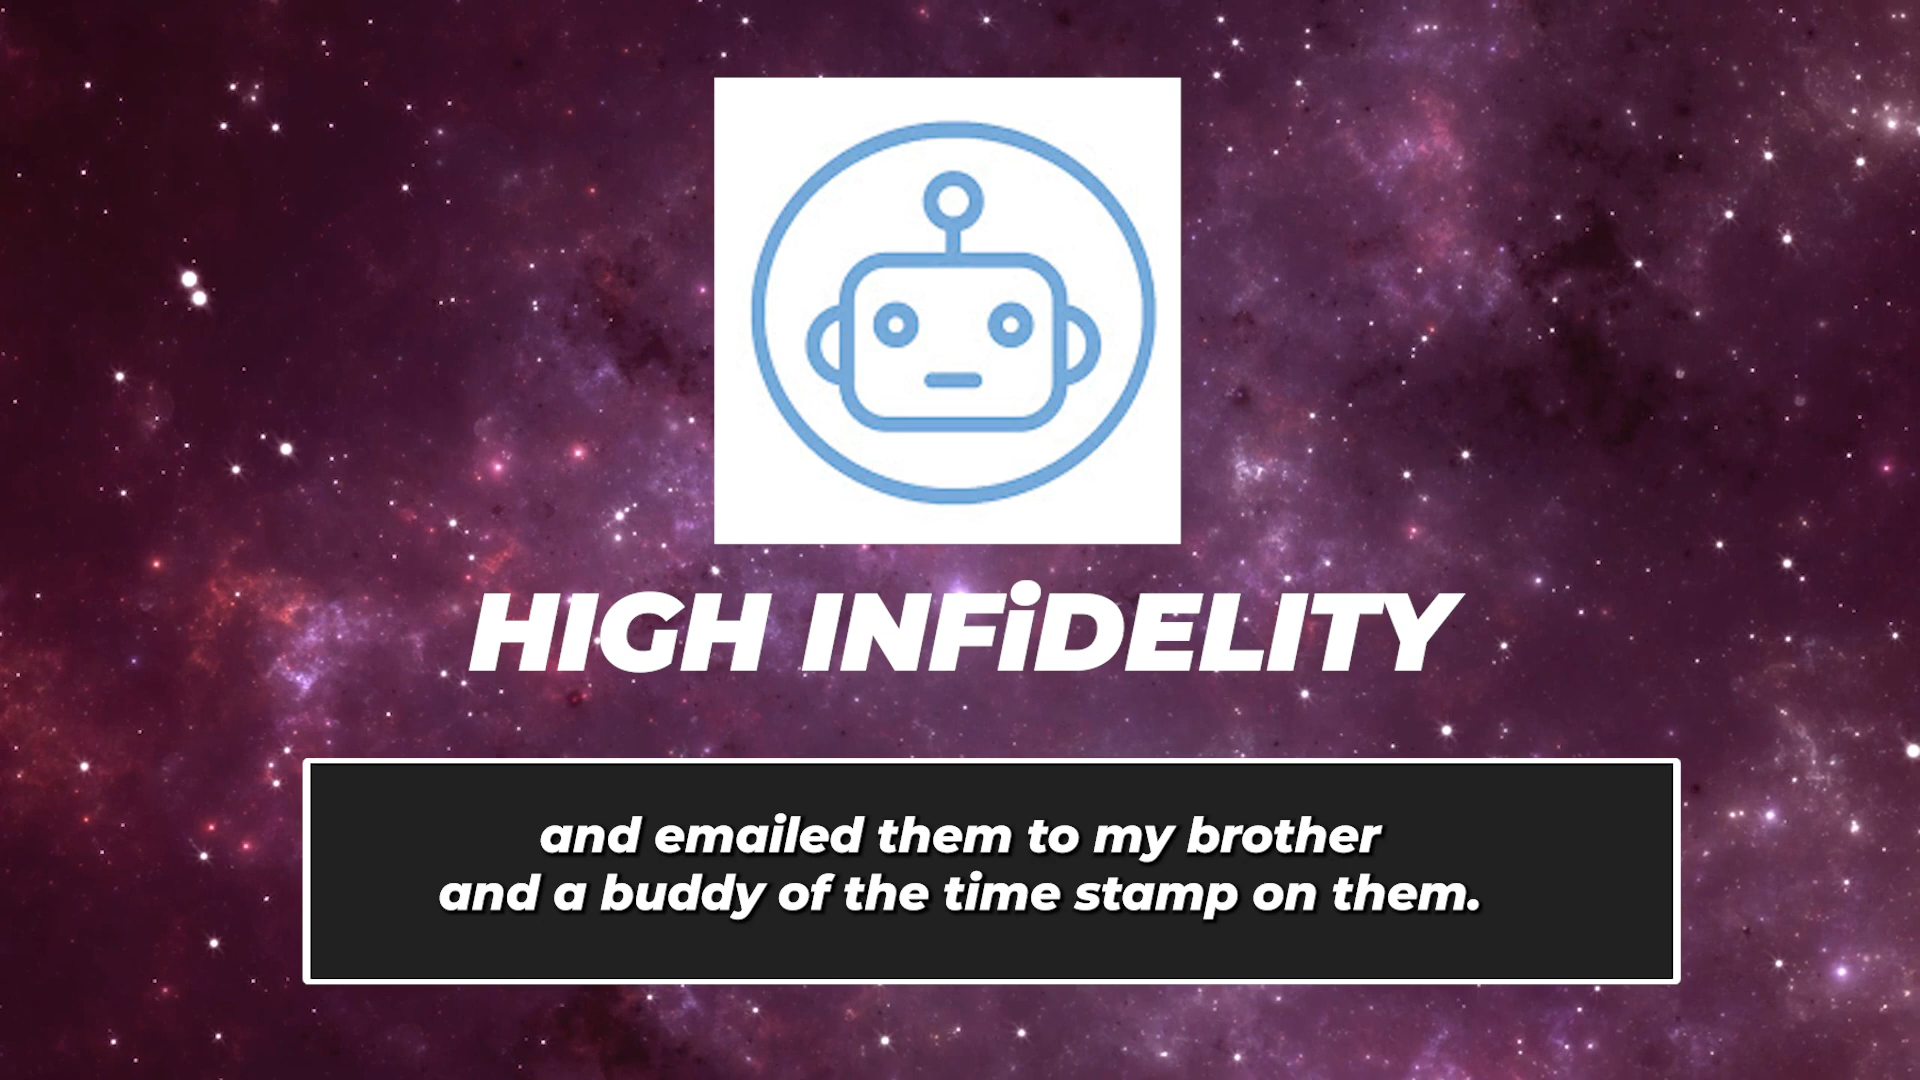 HIGH INFiDELITY
and emailed them to my brother
and a buddy of the time stamp on them.